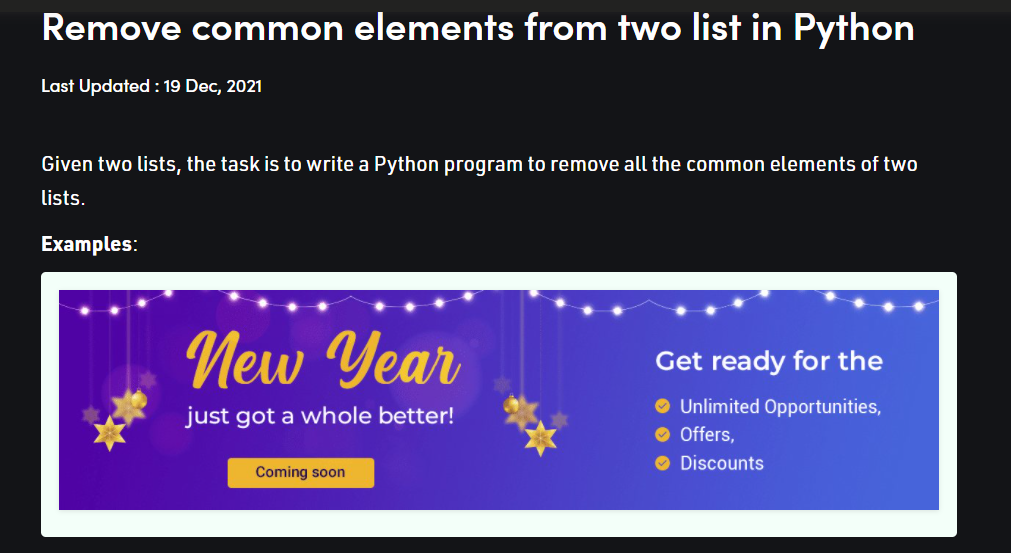 Remove common elements from two list in Python
Last Updated : 19 Dec, 2021
Given two lists, the task is to write a Python program to remove all the common elements of two
lists.
Examples:
New Year
just got a whole better!
Coming soon
Get ready for the
Unlimited Opportunities,
Offers,
Discounts